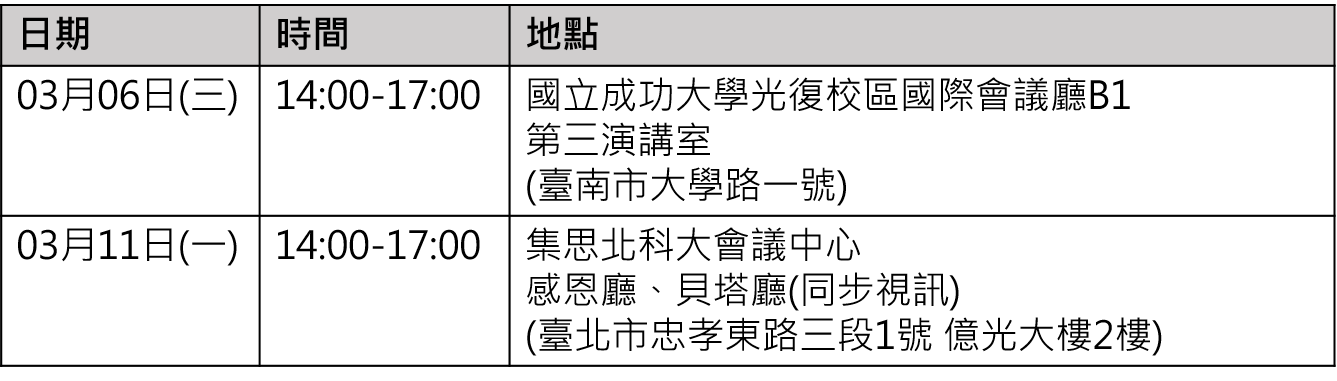 日期 時間 地點
03月06日(三) 14:00-17:00 國立成功大學光復校區國際會議廳B1
第三演講室
(臺南市大學路一號)
03月11日(一) 14:00-17:00 集思北科大會議中心
感恩廳、貝塔廳(同步視訊)
(臺北市忠孝東路三段1號 億光大樓2樓)